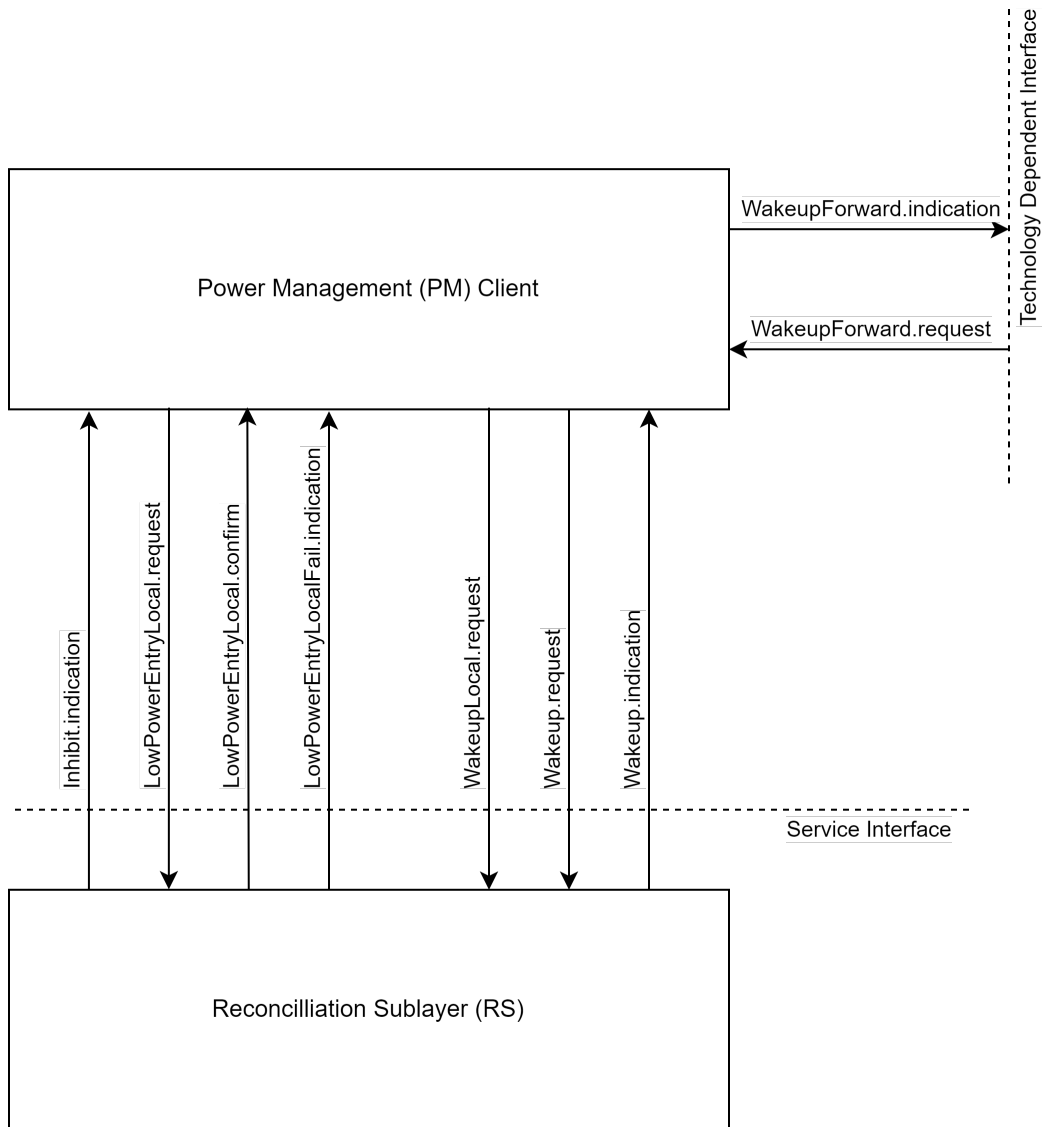 Technology Dependent Interface
WakeupForward.indication
Power Management (PM) Client
WakeupForward.request
Inhibit.indication
LowPowerEntryLocal.request
LowPowerEntryLocal.confirm
LowPowerEntryLocalFail.indication
WakeupLocal.request
Wakeup.request
Wakeup.indication
Service Interface
Reconcilliation Sublayer (RS)